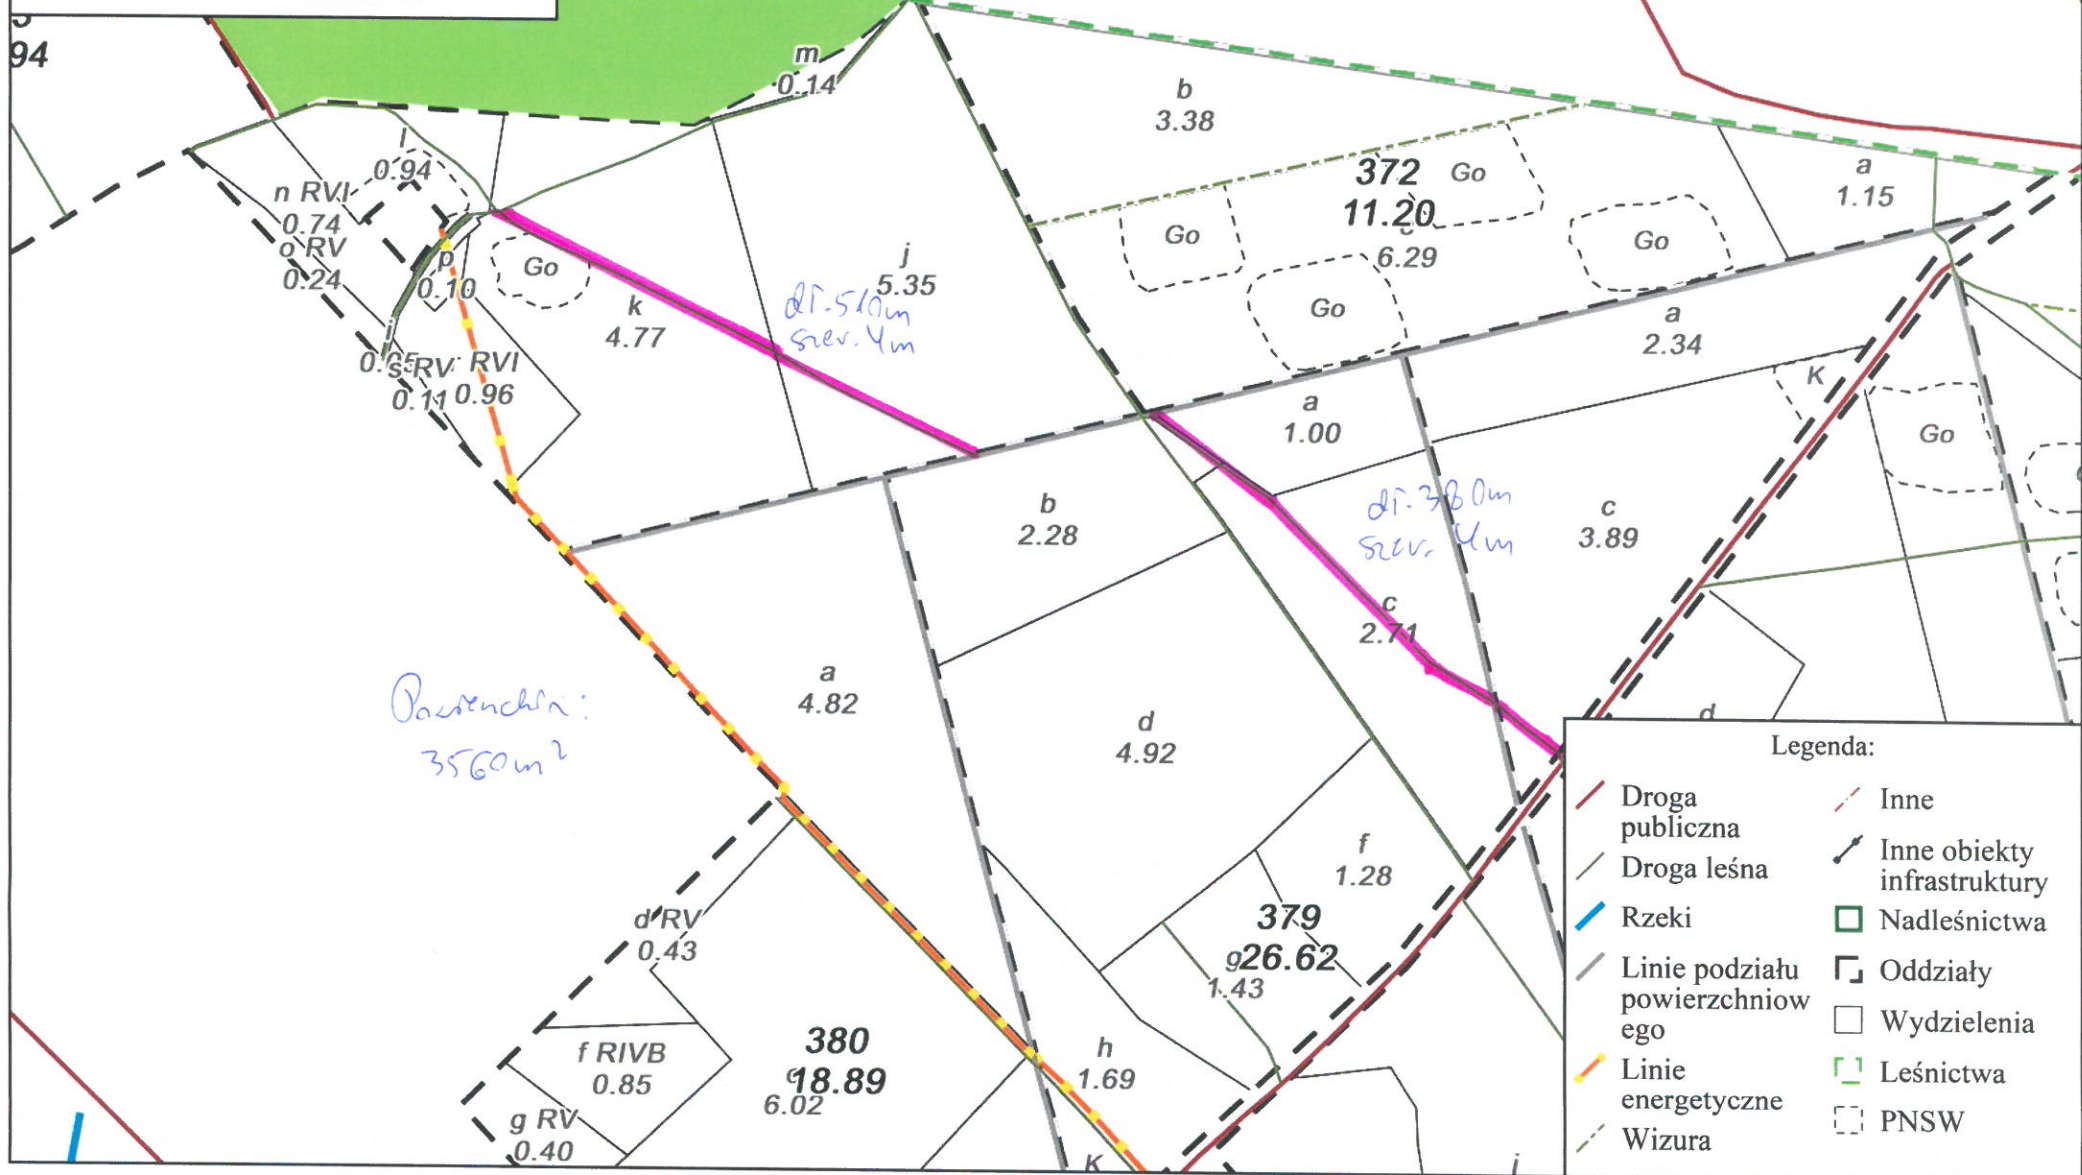 94
m
0.14
b
3.38
l
0.94
372
11.20
Go
a
1.15
n RVI
0.74
o RV
0.24
p
0.10
Go
k
4.77
j
5.35
dł. 510m
szer. 4m
Go
6.29
Go
Go
a
2.34
s RV
0.11
RVI
0.96
a
1.00
K
Go
b
2.28
dł. 380m
szer. 4m
c
3.89
c
2.71
a
4.82
3560m²
d
4.92
d
f
1.28
379
26.62
g
1.43
d RV
0.43
380
18.89
6.02
f RIVB
0.85
g RV
0.40
h
1.69
K
Legenda:
Droga
publiczna
Droga leśna
Rzeki
Linie podziału
powierzchniow
ego
Linie
energetyczne
Wizura
Inne
Inne obiekty
infrastruktury
Nadleśnictwa
Oddziały
Wydzielenia
Leśnictwa
PNSW